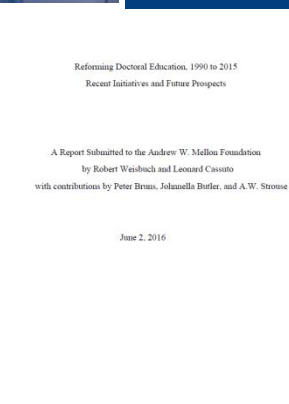 Reforming Doctoral Education, 1990 to 2015
Recent Initiatives and Future Prospects
A Report Submitted to the Andrew W. Mellon Foundation
by Robert Weisbuch and Leonard Cassuto
with contributions by Peter Bruns, Johnnella Butler, and A.W. Strouse
June 2, 2016